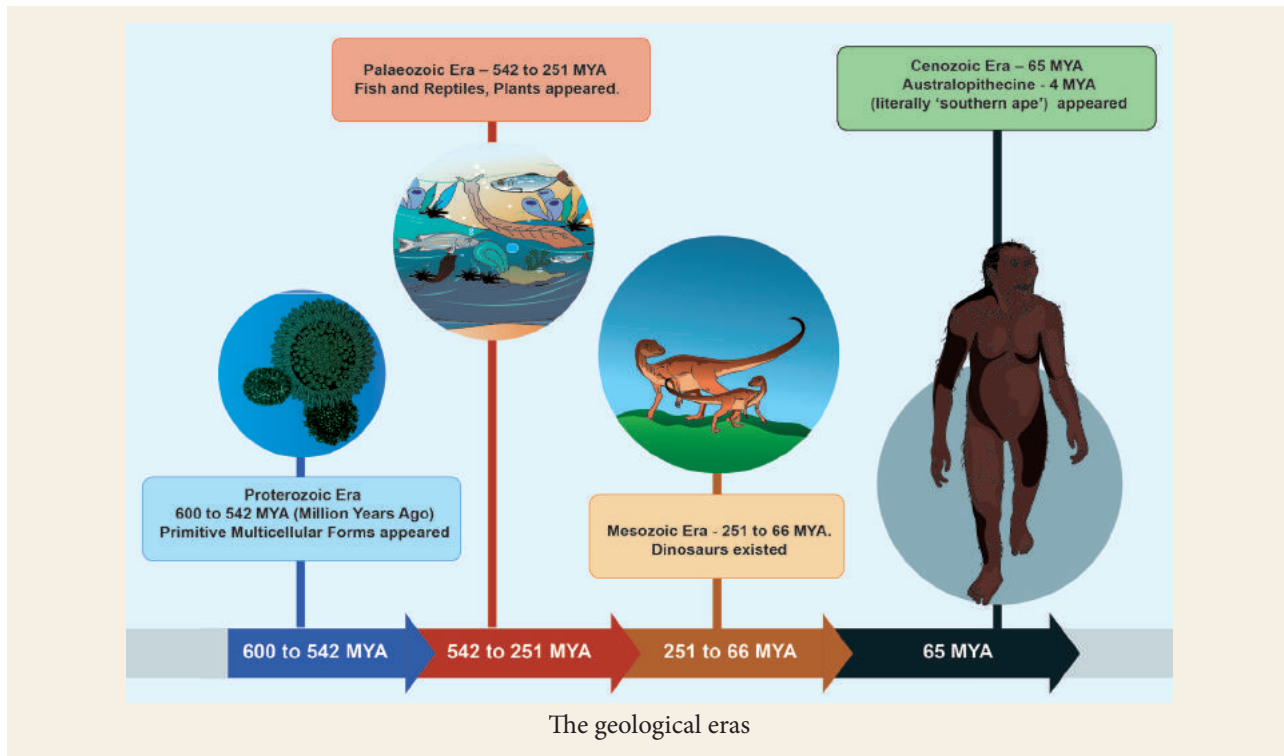 Palaeozoic Era – 542 to 251 MYA
Fish and Reptiles, Plants appeared.
Cenozoic Era – 65 MYA
Australopithecine - 4 MYA
(literally ‘southern ape’) appeared
Proterozoic Era
600 to 542 MYA (Million Years Ago)
Primitive Multicellular Forms appeared
Mesozoic Era - 251 to 66 MYA.
Dinosaurs existed
600 to 542 MYA
542 to 251 MYA
251 to 66 MYA
65 MYA
The geological eras